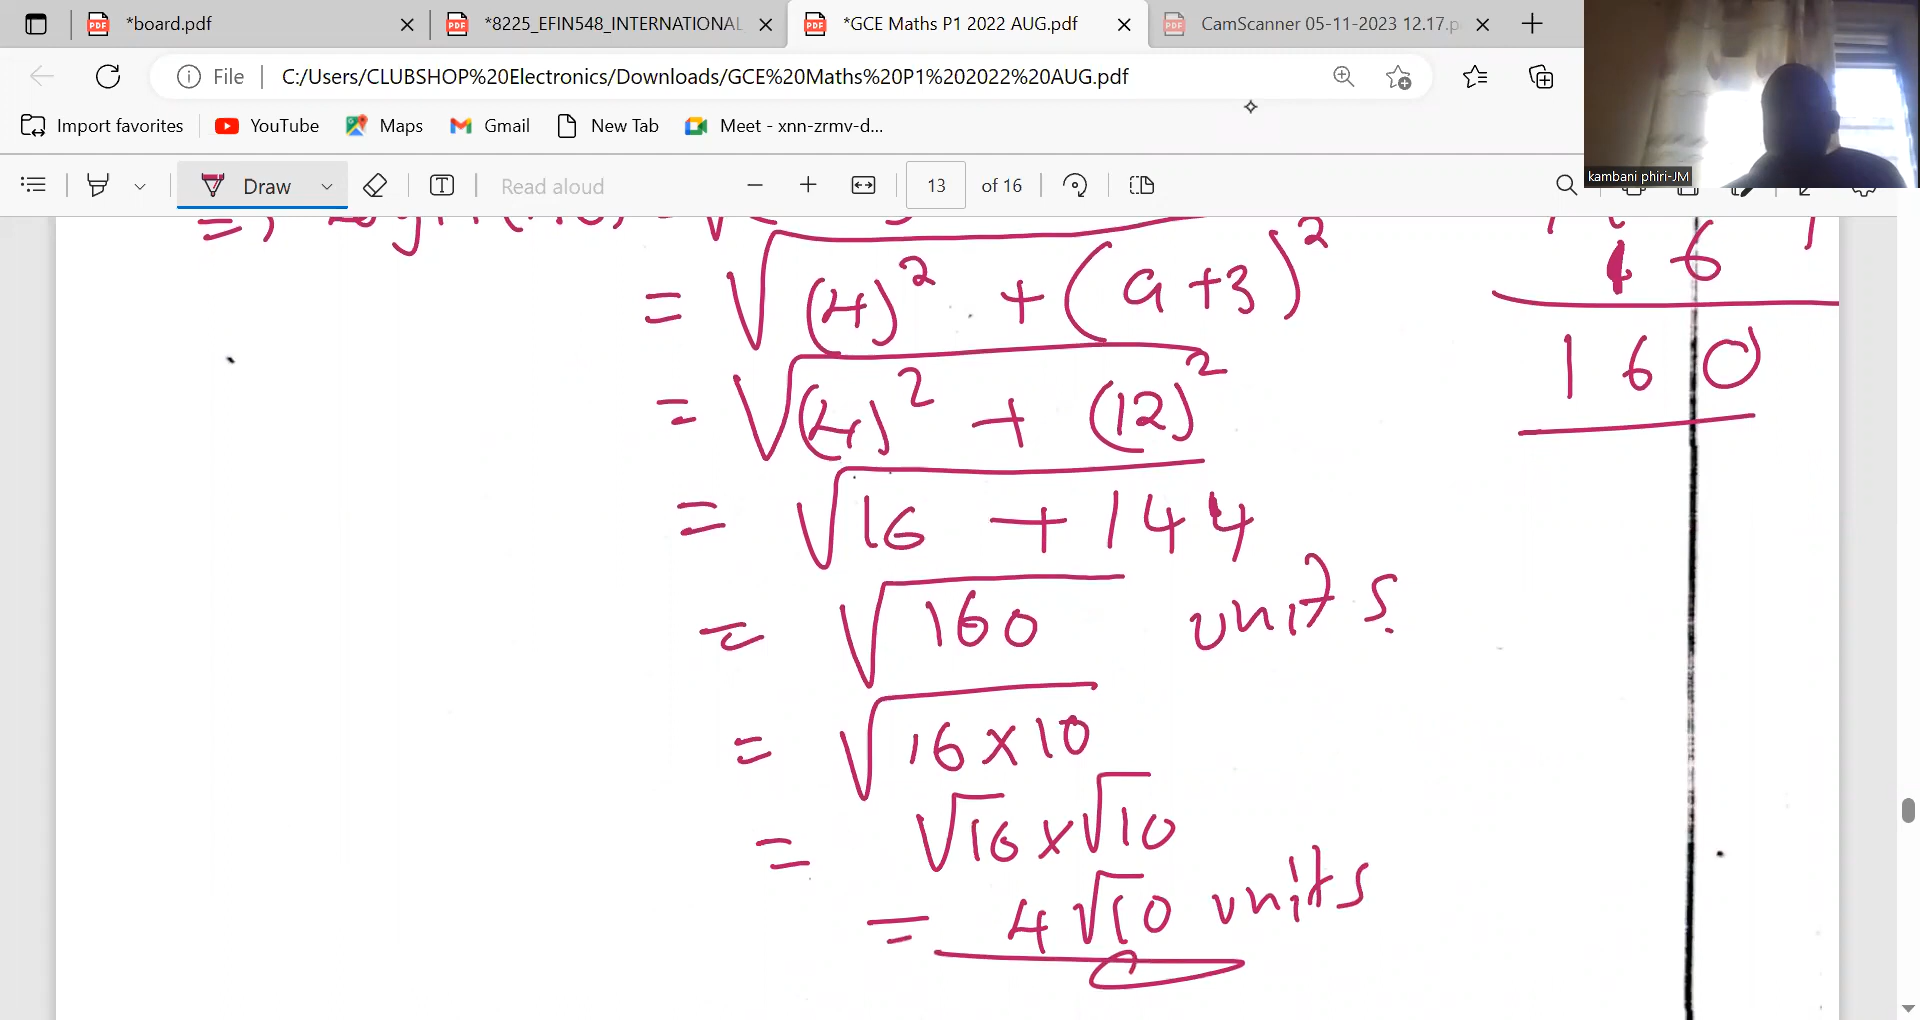 *board.pdf
*8225_EFIN548_INTERNATIONAL
*GCE Maths P1 2022 AUG.pdf
CamScanner 05-11-2023 12.17.p
File
C:/Users/CLUBSHOP%20Electronics/Downloads/GCE%20Maths%20P1%202022%20AUG.pdf
Import favorites
YouTube
Maps
Gmail
New Tab
Meet - xnn-zrmv-d...
kambani phiri-JM
Draw
Read aloud
13 of 16
= √(4)² + (9+3)²
= √(4)² + (12)²
= √16 + 144
= √160 units
= √16×10
= √16 × √10
= 4√10 units
1 6
160